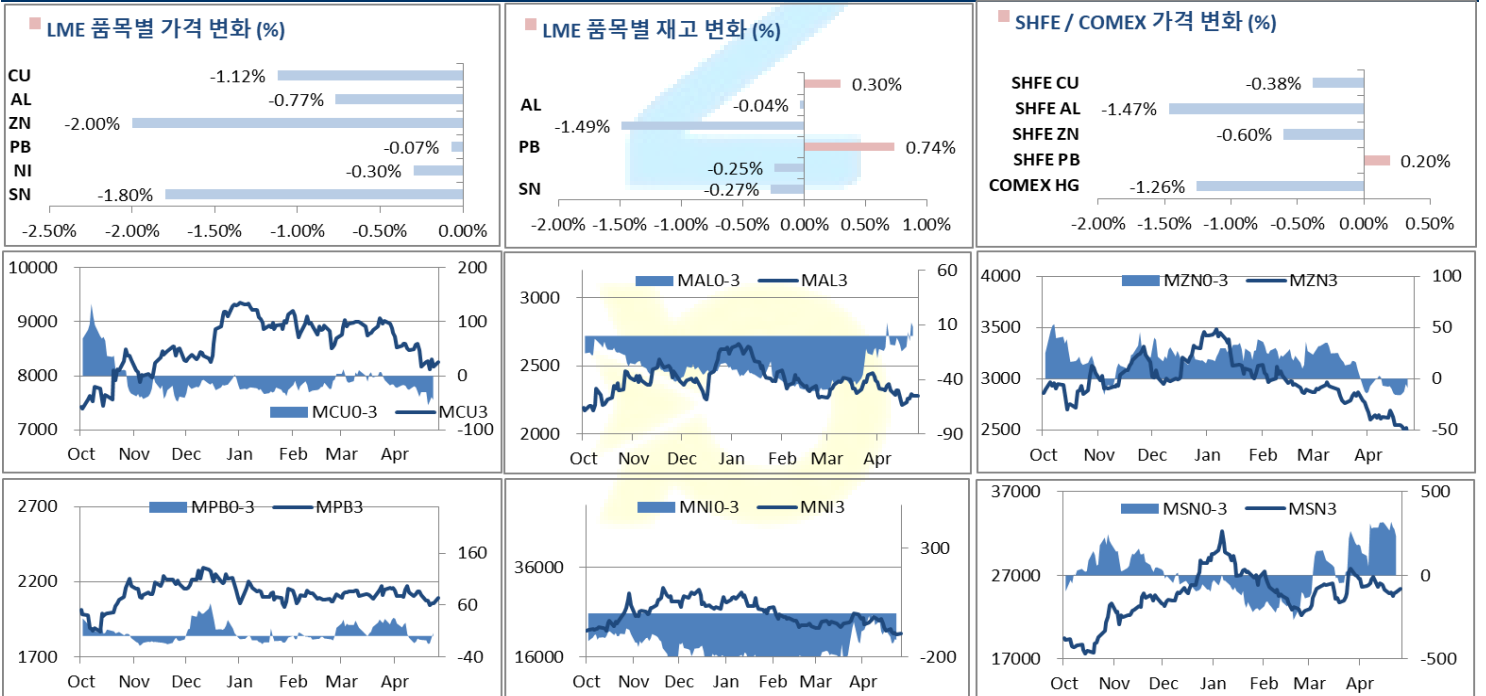 LME 품목별 가격 변화 (%)
CU -1.12%
AL -0.77%
ZN -2.00%
PB -0.07%
NI -0.30%
SN -1.80%
-2.50% -2.00% -1.50% -1.00% -0.50% 0.00%
LME 품목별 재고 변화 (%)
0.30%
AL -0.04%
-1.49%
PB 0.74%
-0.25%
SN -0.27%
-2.00% -1.50% -1.00% -0.50% 0.00% 0.50% 1.00%
SHFE / COMEX 가격 변화 (%)
SHFE CU -0.38%
SHFE AL -1.47%
SHFE ZN -0.60%
SHFE PB 0.20%
COMEX HG -1.26%
-2.00% -1.50% -1.00% -0.50% 0.00% 0.50%
10000 200
9000 100
8000 0
MCU0-3 MCU3
7000 -100
Oct Nov Dec Jan Feb Mar Apr
MAL0-3 MAL3
60
3000
10
2500
-40
2000 -90
Oct Nov Dec Jan Feb Mar Apr
MZN0-3 MZN3
4000 100
3500 50
3000 0
2500 -50
Oct Nov Dec Jan Feb Mar Apr
MPB0-3 MPB3
2700
160
2200
60
1700 -40
Oct Nov Dec Jan Feb Mar Apr
MNI0-3 MNI3
300
36000
16000 -200
Oct Nov Dec Jan Feb Mar Apr
37000 500
MSN0-3 MSN3
27000 0
17000 -500
Oct Nov Dec Jan Feb Mar Apr